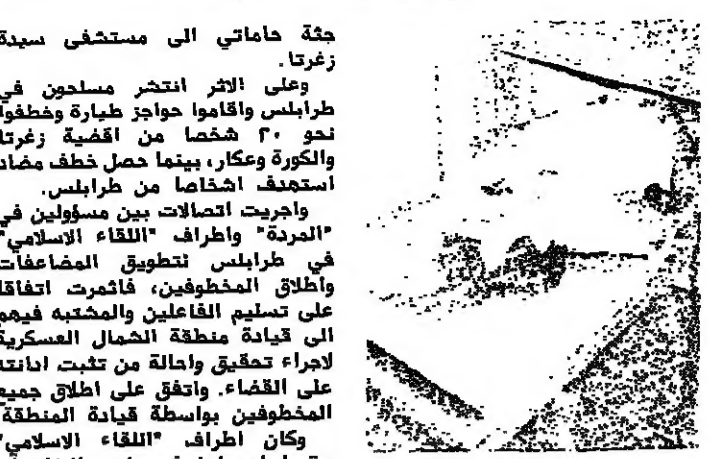 جثة حاماتي الى مستشفى سيدة
زغرتا.
وعلى الاثر انتشر مسلحون في
طرابلس واقاموا حواجز طيارة وخطفوا
نحو ٢٠ شخصا من اقضية زغرتا
والكورة وعكار، بينما حصل خطف مضاد
استهدف اشخاصا من طرابلس.
واجريت اتصالات بين مسؤولين في
"المردة" واطراف "اللقاء الاسلامي"
في طرابلس لتطويق المضاعفات
واطلاق المخطوفين، فاثمرت اتفاقا
على تسليم الفاعلين والمشتبه فيهم
الى قيادة منطقة الشمال العسكرية
لاجراء تحقيق واحالة من تثبت ادانته
على القضاء. واتفق على اطلاق جميع
المخطوفين بواسطة قيادة المنطقة.
وكان اطراف "اللقاء الاسلامي"